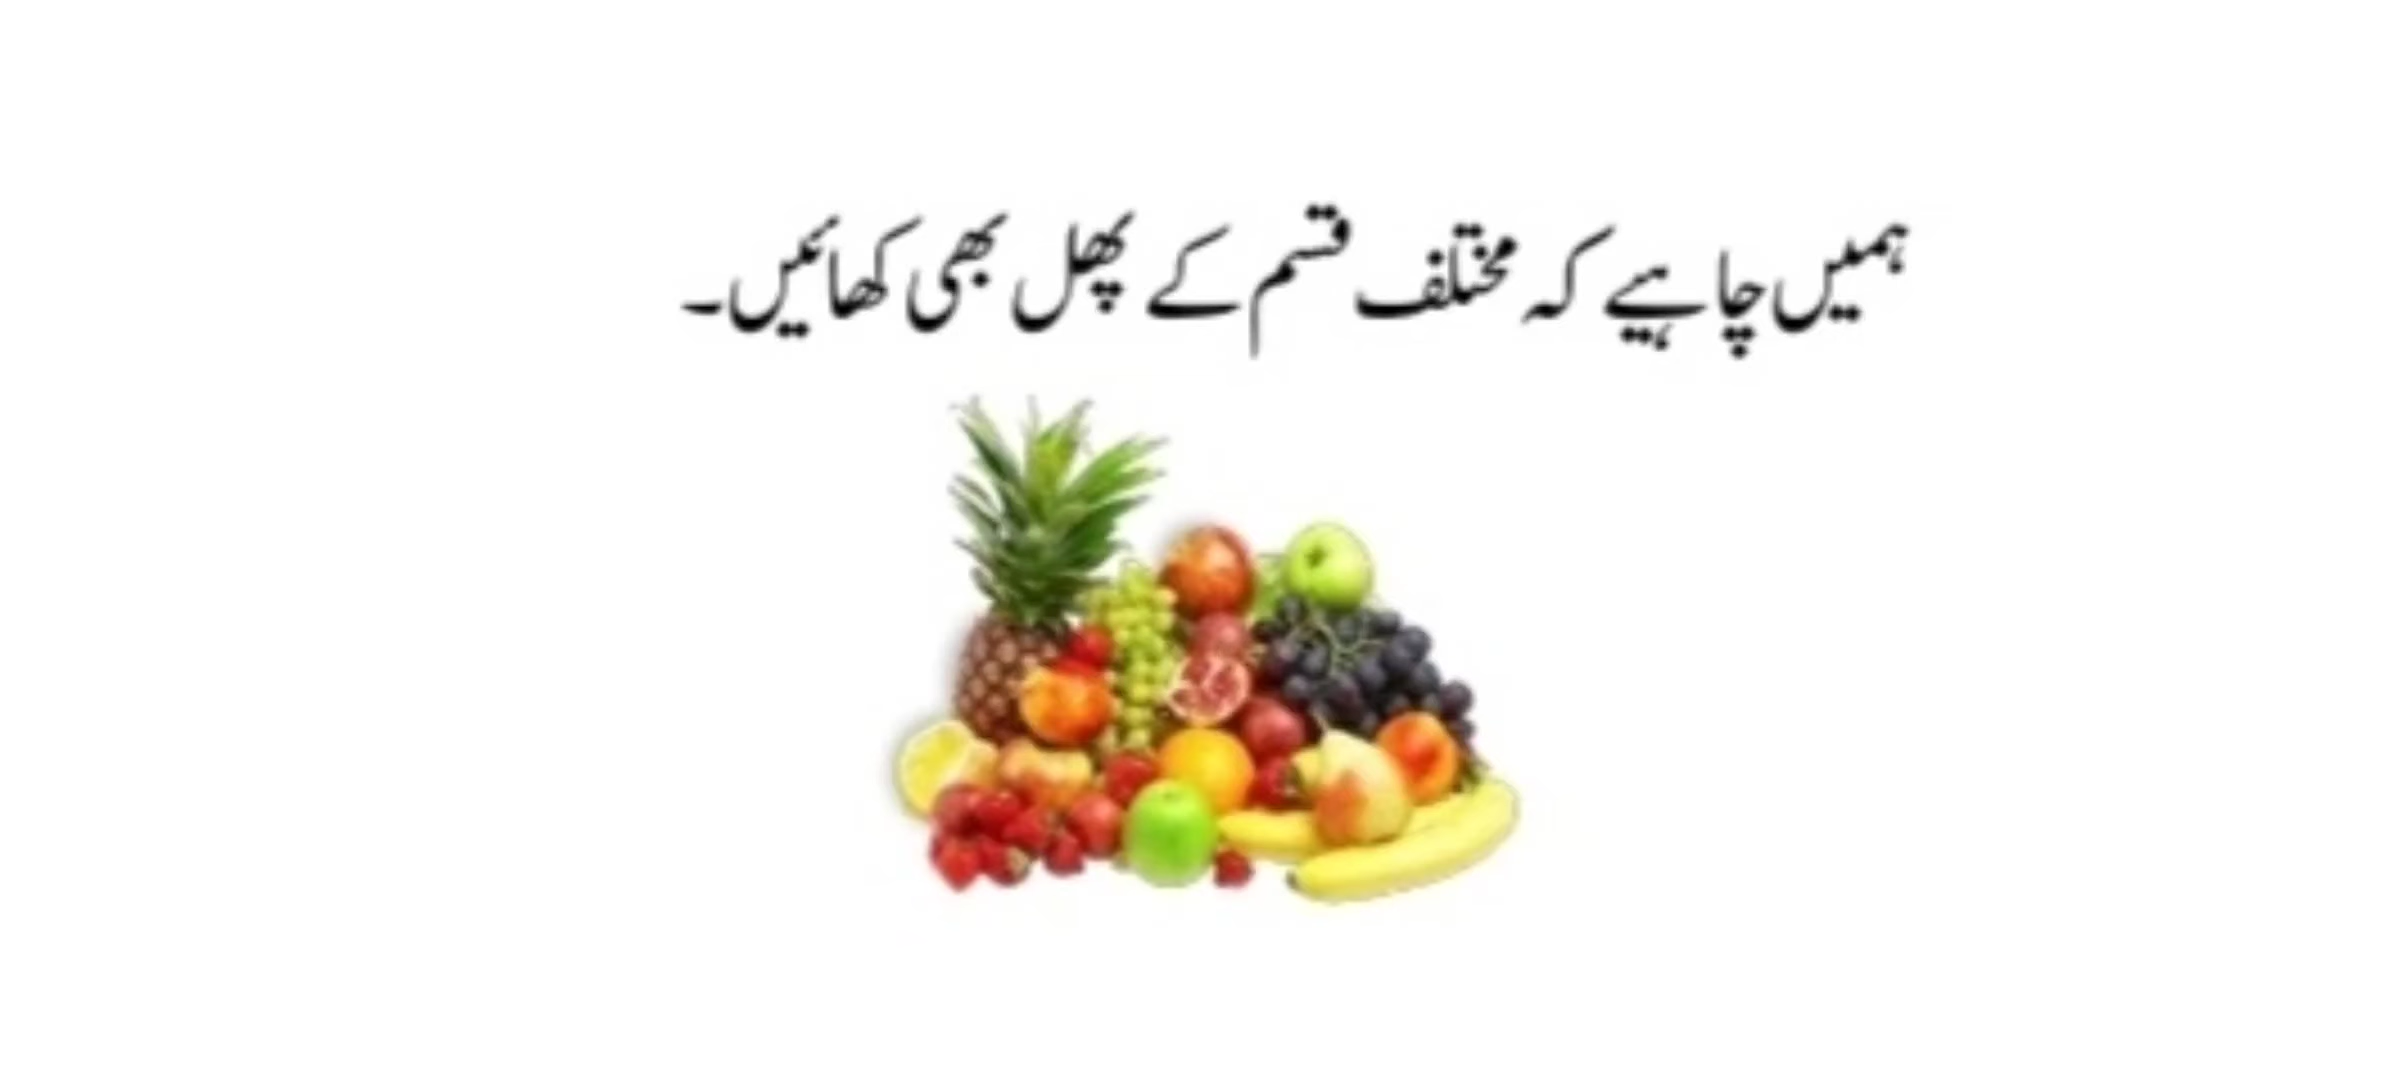 ہمیں چاہیے کہ مختلف قسم کے پھل بھی کھائیں۔